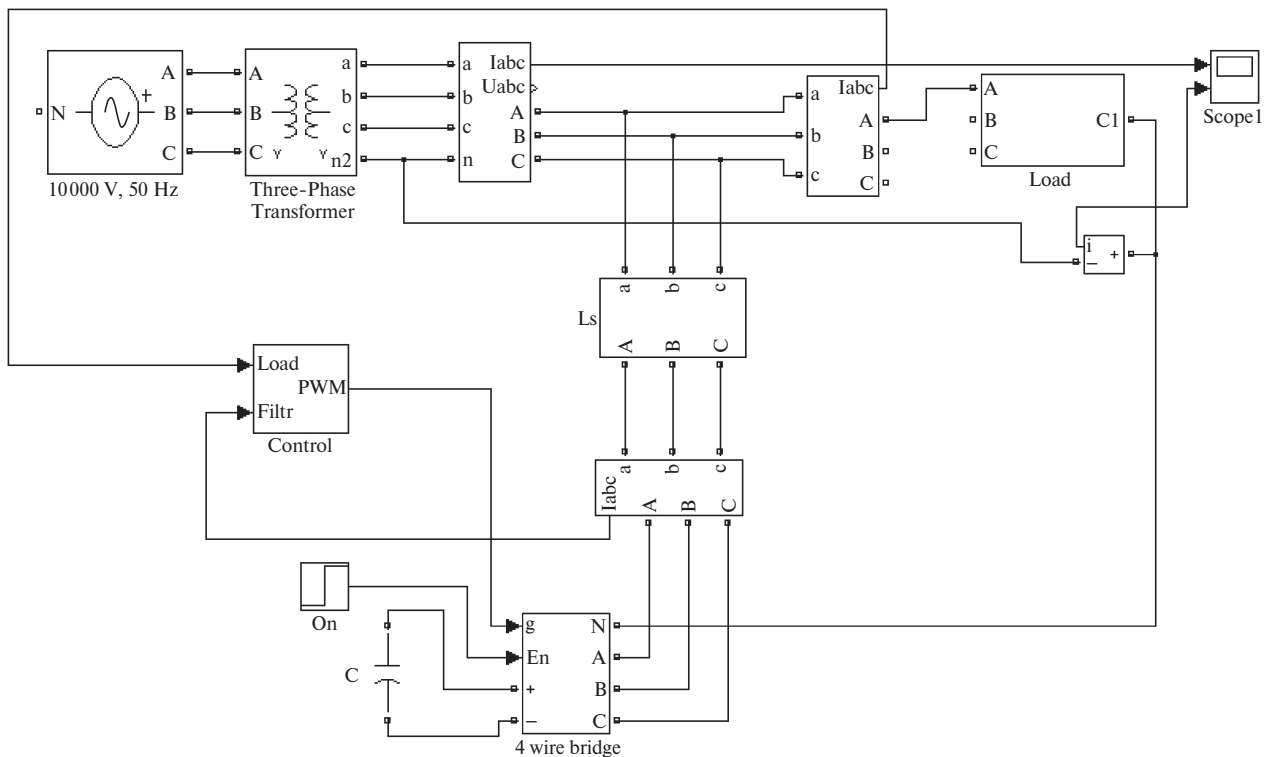 N
A
B
C
+
10000 V, 50 Hz
A
B
C
a
b
c
n2
Three-Phase
Transformer
a
b
c
n
Iabc
Uabc
A
B
C
a
b
c
Iabc
A
B
C
A
B
C
C1
Load
Scope1
i
–
+
a
b
c
Ls
A
B
C
Load
PWM
Filtr
Control
a
b
c
Iabc
A
B
C
On
C
g
En
+
–
N
A
B
C
4 wire bridge